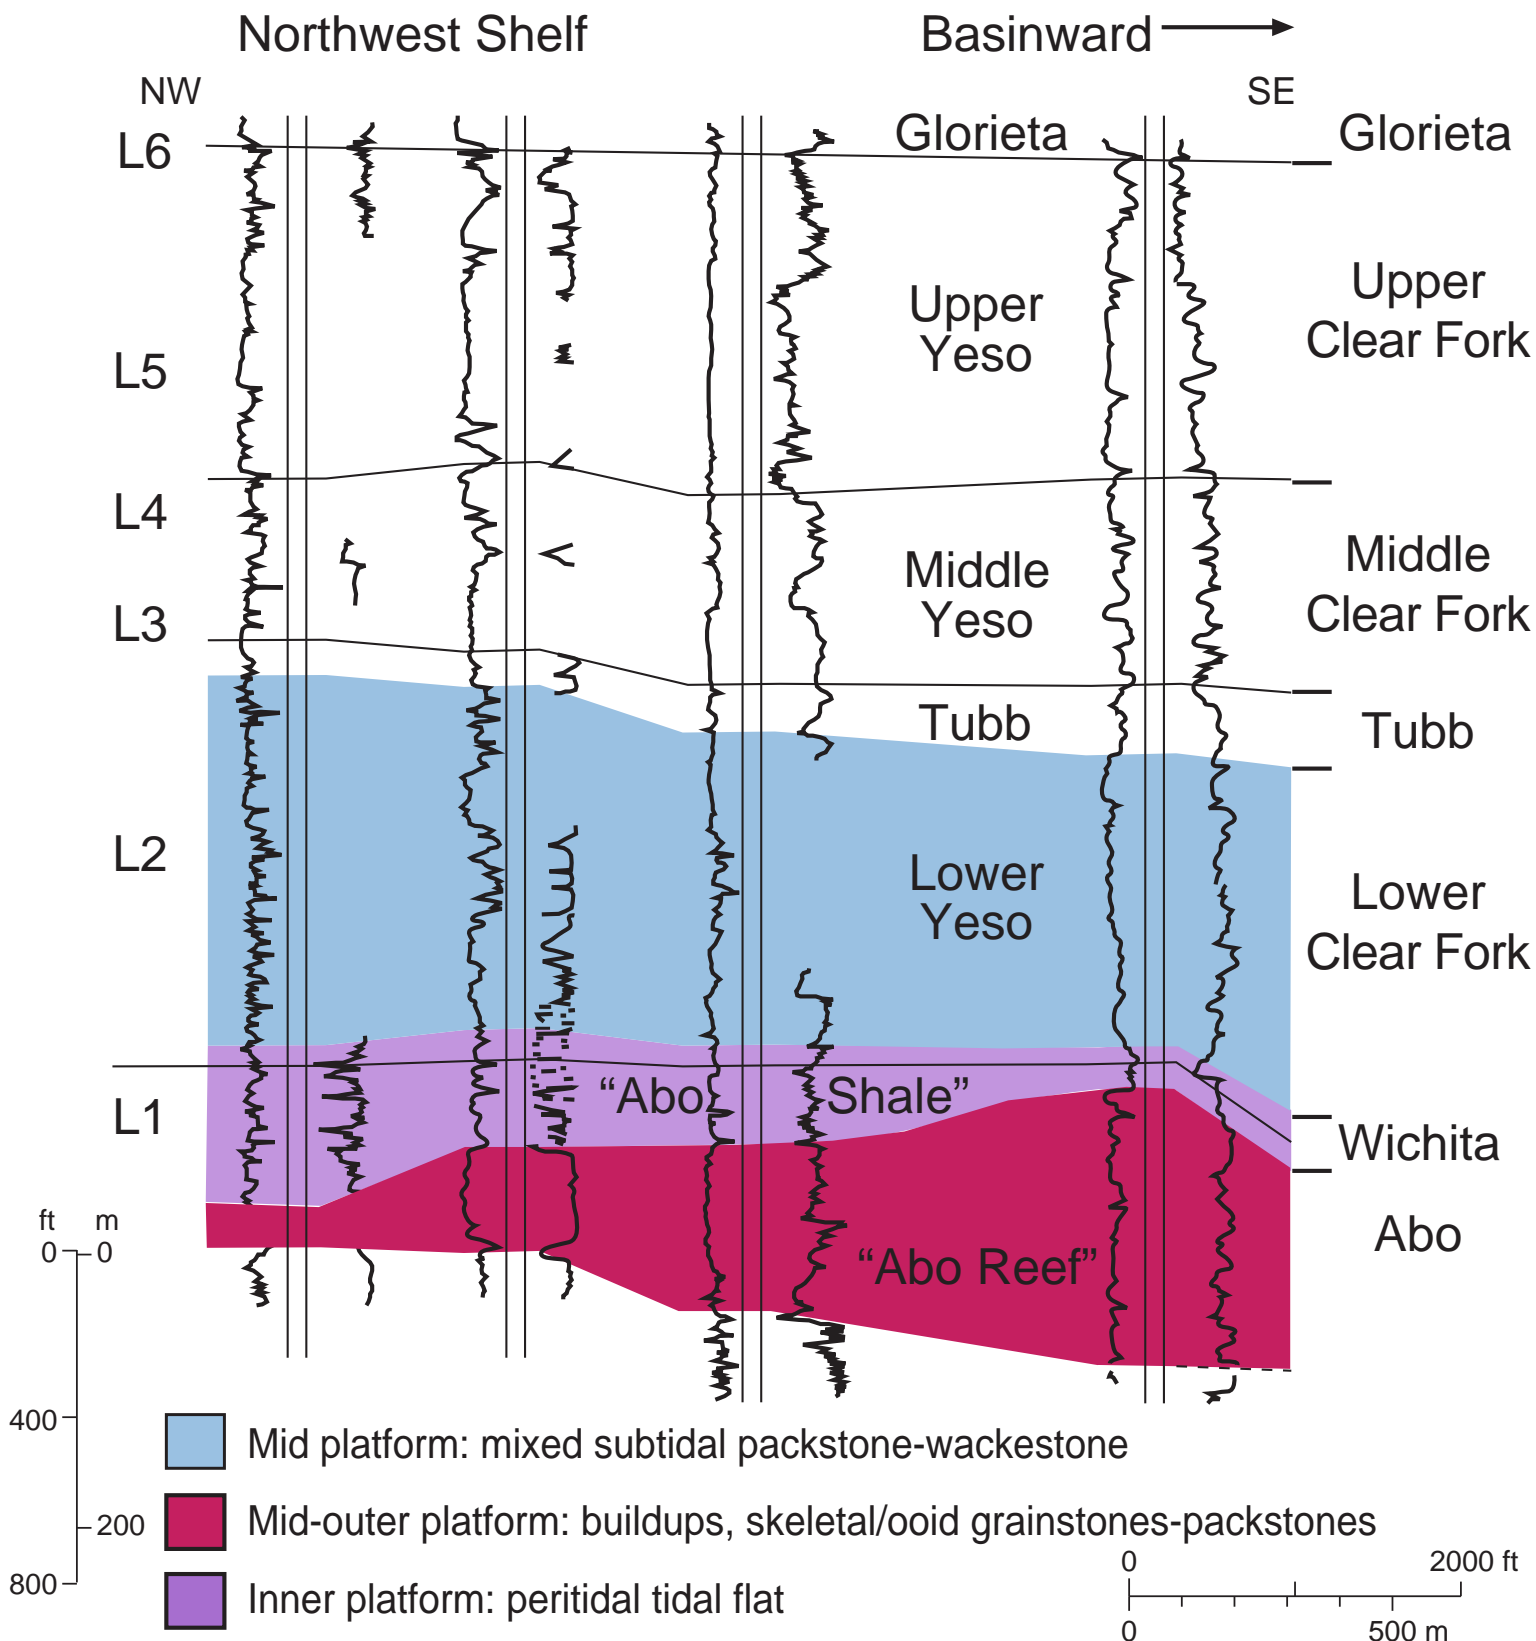 Northwest Shelf
Basinward
NW
SE
L6
Glorieta
Glorieta
Upper
Yeso
Upper
Clear Fork
L5
L4
Middle
Yeso
Middle
Clear Fork
L3
Tubb
Tubb
L2
Lower
Yeso
Lower
Clear Fork
L1
“Abo Shale”
Wichita
“Abo Reef”
Abo
ft m
0 0
400
200
800
Mid platform: mixed subtidal packstone-wackestone
Mid-outer platform: buildups, skeletal/ooid grainstones-packstones
Inner platform: peritidal tidal flat
0 2000 ft
0 500 m